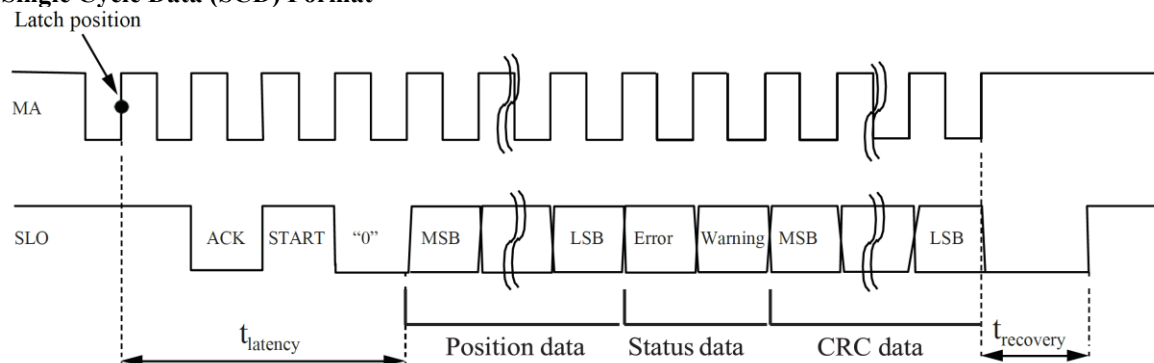 Single Cycle Data (SCD) Format
Latch position
MA
SLO
ACK
START
“0”
MSB
LSB
Error
Warning
MSB
LSB
tlatency
Position data
Status data
CRC data
trecovery